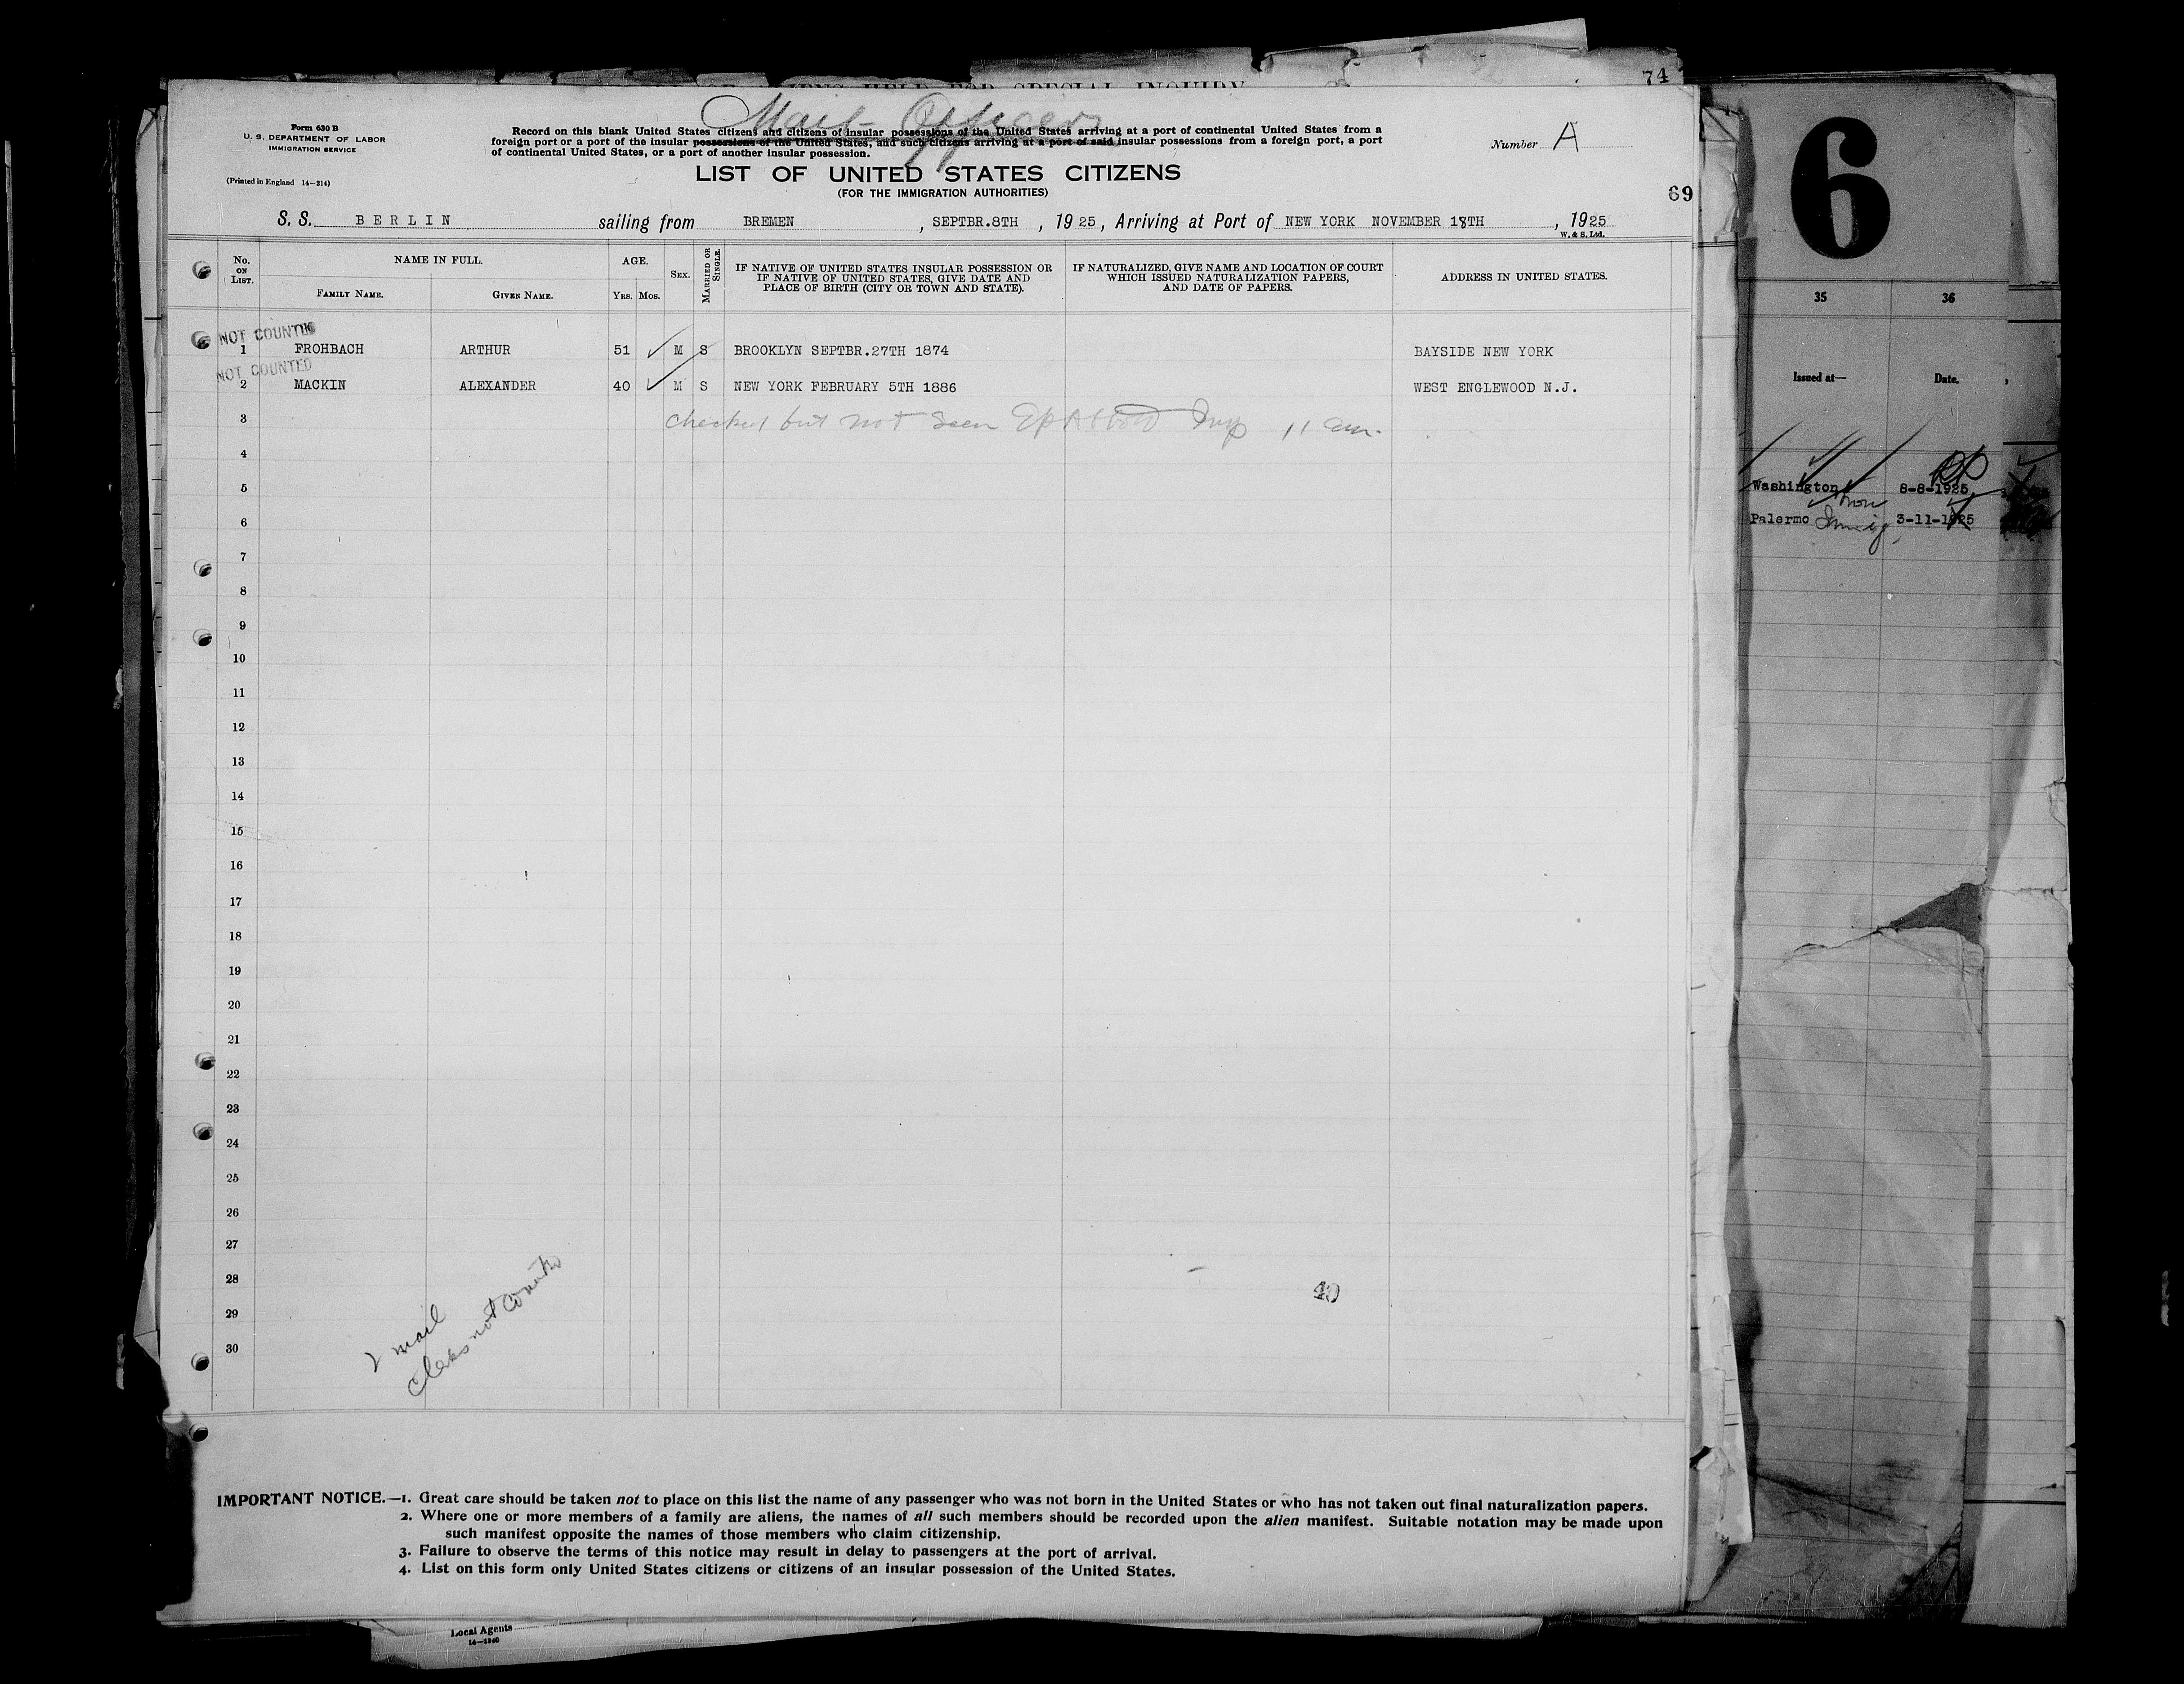 74
Mail Officers
Form 630 B
U. S. DEPARTMENT OF LABOR
IMMIGRATION SERVICE
(Printed in England 14—214)
Record on this blank United States citizens and citizens of insular possessions of the United States arriving at a port of continental United States from a
foreign port or a port of the insular possessions of the United States, and such citizens arriving at a port of said insular possessions from a foreign port, a port
of continental United States, or a port of another insular possession.
Number A
LIST OF UNITED STATES CITIZENS
(FOR THE IMMIGRATION AUTHORITIES)
69
S. S. BERLIN sailing from BREMEN, SEPTBR.8TH, 1925, Arriving at Port of NEW YORK NOVEMBER 18TH, 1925
W. & S. Ltd.
No. ON LIST.
NAME IN FULL.
FAMILY NAME.
GIVEN NAME.
AGE.
YRS. MOS.
SEX.
MARRIED OR SINGLE.
IF NATIVE OF UNITED STATES INSULAR POSSESSION OR
IF NATIVE OF UNITED STATES, GIVE DATE AND
PLACE OF BIRTH (CITY OR TOWN AND STATE).
IF NATURALIZED, GIVE NAME AND LOCATION OF COURT
WHICH ISSUED NATURALIZATION PAPERS,
AND DATE OF PAPERS.
ADDRESS IN UNITED STATES.
NOT COUNTED
1 FROHBACH ARTHUR 51 M S BROOKLYN SEPTBR.27TH 1874 BAYSIDE NEW YORK
NOT COUNTED
2 MACKIN ALEXANDER 40 M S NEW YORK FEBRUARY 5TH 1886 WEST ENGLEWOOD N.J.
3 checked but not seen Insp 11 am.
4
5
6
7
8
9
10
11
12
13
14
15
16
17
18
19
20
21
22
23
24
25
26
27
28
29
30
40
2 mail
clerks not counted
IMPORTANT NOTICE.—1. Great care should be taken not to place on this list the name of any passenger who was not born in the United States or who has not taken out final naturalization papers.
2. Where one or more members of a family are aliens, the names of all such members should be recorded upon the alien manifest. Suitable notation may be made upon
such manifest opposite the names of those members who claim citizenship.
3. Failure to observe the terms of this notice may result in delay to passengers at the port of arrival.
4. List on this form only United States citizens or citizens of an insular possession of the United States.
Local Agents
14—1240
6
35 36
Issued at— Date.
Washington 8-8-1925
Palermo 3-11-1925